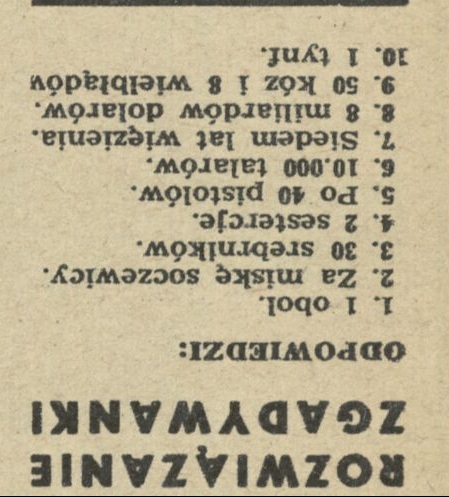 ROZWIĄZANIE
ZGADYWANKI
ODPOWIEDZI:
1. 1 obol.
2. Za miskę soczewicy.
3. 30 srebrników.
4. 2 sestercje.
5. Po 40 pistolów.
6. 10.000 talarów.
7. Siedem lat więzienia.
8. 8 miliardów dolarów.
9. 50 kóz i 8 wielbłądów
10. 1 tynf.